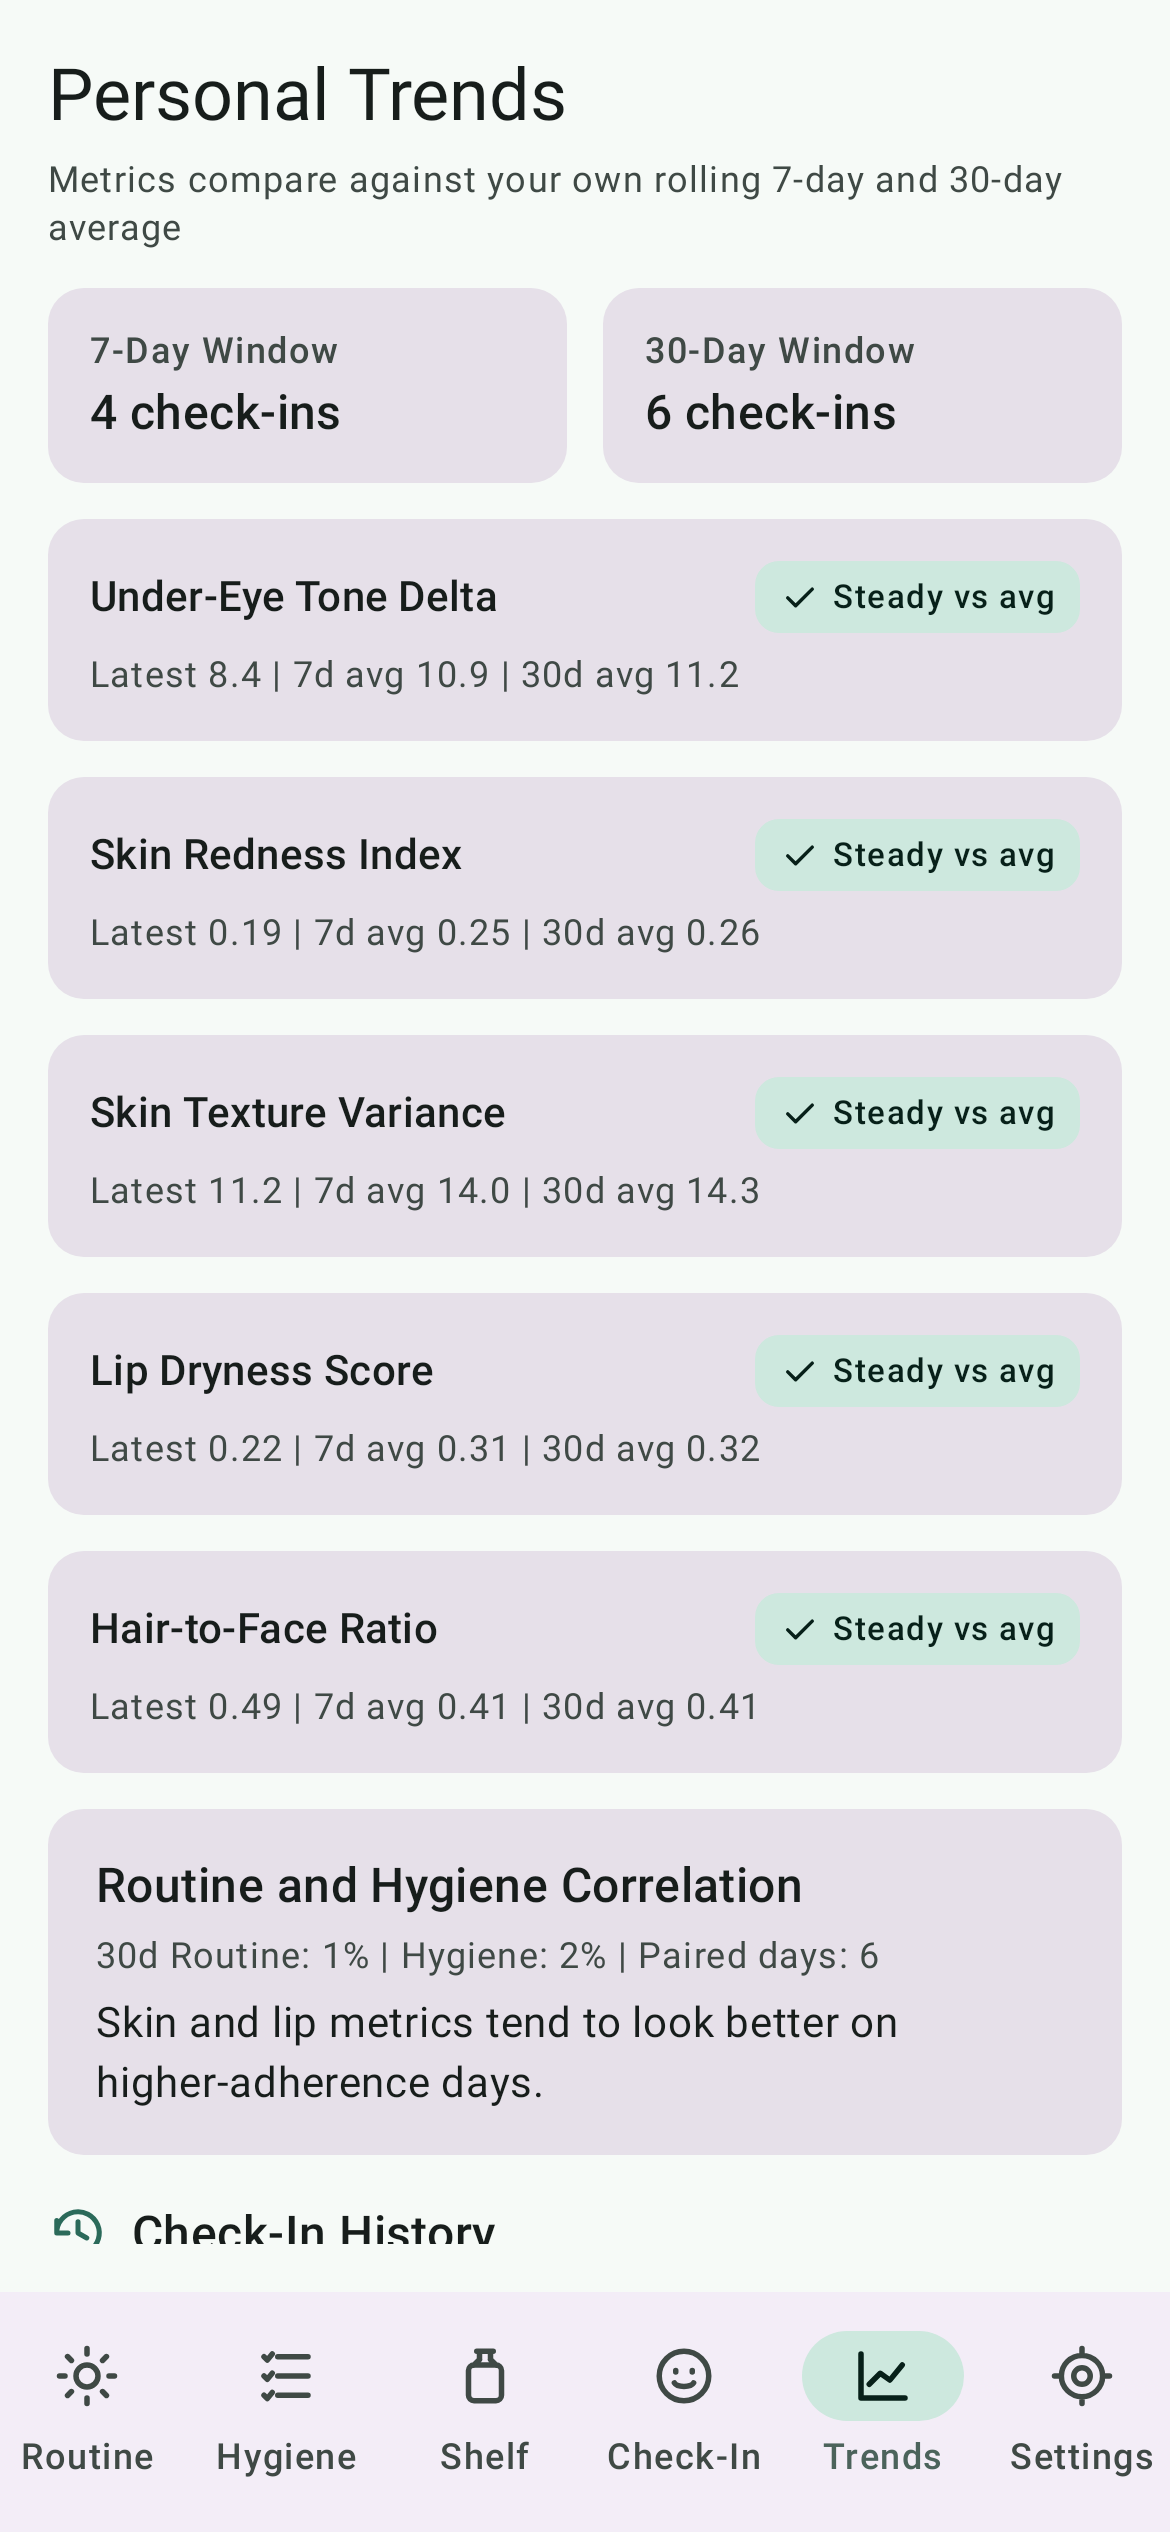 Personal Trends
Metrics compare against your own rolling 7-day and 30-day
average
7-Day Window
4 check-ins
30-Day Window
6 check-ins
Under-Eye Tone Delta
Steady vs avg
Latest 8.4 | 7d avg 10.9 | 30d avg 11.2
Skin Redness Index
Steady vs avg
Latest 0.19 | 7d avg 0.25 | 30d avg 0.26
Skin Texture Variance
Steady vs avg
Latest 11.2 | 7d avg 14.0 | 30d avg 14.3
Lip Dryness Score
Steady vs avg
Latest 0.22 | 7d avg 0.31 | 30d avg 0.32
Hair-to-Face Ratio
Steady vs avg
Latest 0.49 | 7d avg 0.41 | 30d avg 0.41
Routine and Hygiene Correlation
30d Routine: 1% | Hygiene: 2% | Paired days: 6
Skin and lip metrics tend to look better on
higher-adherence days.
Check-In History
Routine
Hygiene
Shelf
Check-In
Trends
Settings